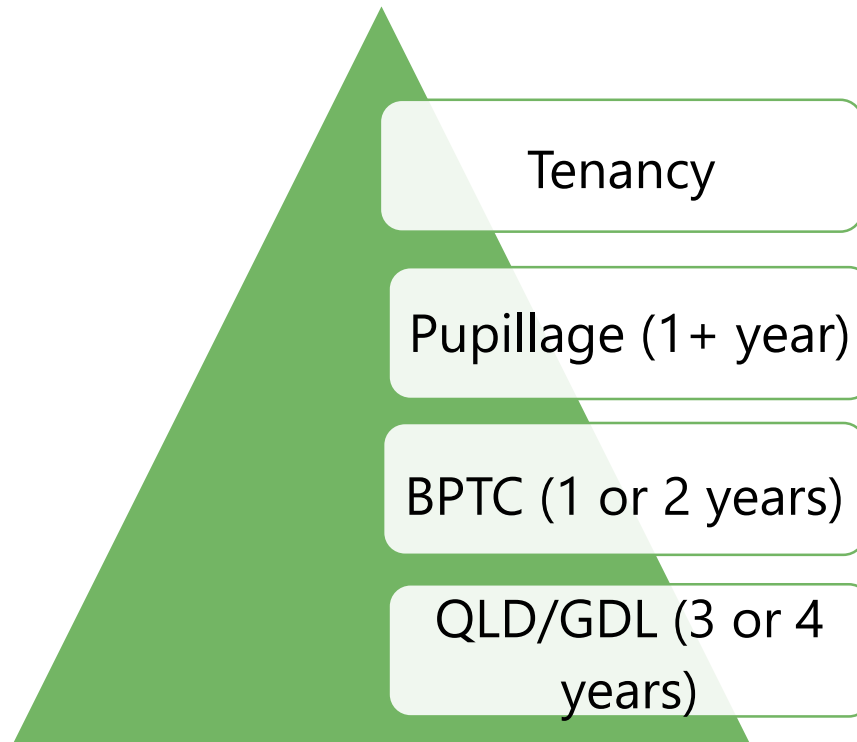 Tenancy
Pupillage (1+ year)
BPTC (1 or 2 years)
QLD/GDL (3 or 4
years)